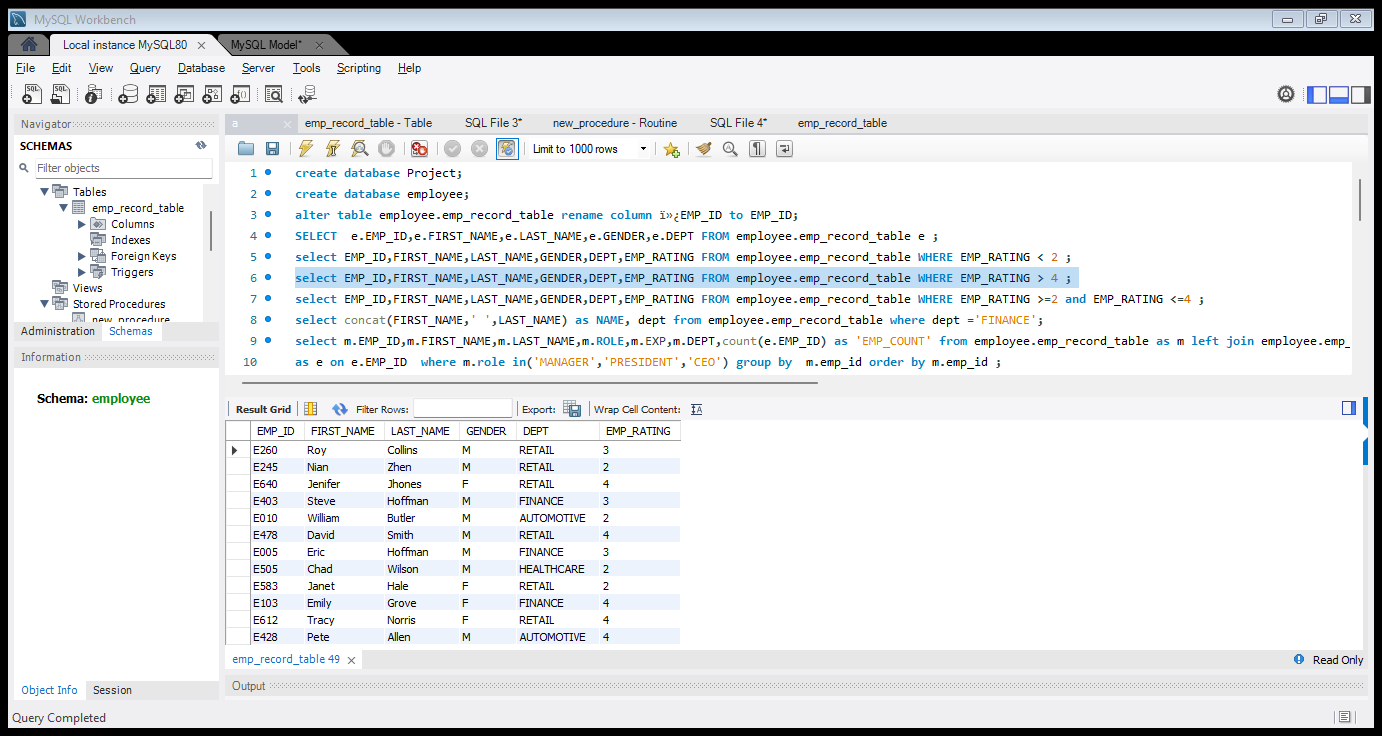 MySQL Workbench
Local instance MySQL80
MySQL Model*
File Edit View Query Database Server Tools Scripting Help
Navigator
SCHEMAS
Filter objects
Tables
emp_record_table
Columns
Indexes
Foreign Keys
Triggers
Views
Stored Procedures
new_procedure
Administration Schemas
Information
Schema: employee
Object Info Session
Query Completed
a emp_record_table - Table SQL File 3* new_procedure - Routine SQL File 4* emp_record_table
Limit to 1000 rows
1 create database Project;
2 create database employee;
3 alter table employee.emp_record_table rename column ï»¿EMP_ID to EMP_ID;
4 SELECT e.EMP_ID,e.FIRST_NAME,e.LAST_NAME,e.GENDER,e.DEPT FROM employee.emp_record_table e ;
5 select EMP_ID,FIRST_NAME,LAST_NAME,GENDER,DEPT,EMP_RATING FROM employee.emp_record_table WHERE EMP_RATING < 2 ;
6 select EMP_ID,FIRST_NAME,LAST_NAME,GENDER,DEPT,EMP_RATING FROM employee.emp_record_table WHERE EMP_RATING > 4 ;
7 select EMP_ID,FIRST_NAME,LAST_NAME,GENDER,DEPT,EMP_RATING FROM employee.emp_record_table WHERE EMP_RATING >=2 and EMP_RATING <=4 ;
8 select concat(FIRST_NAME,' ',LAST_NAME) as NAME, dept from employee.emp_record_table where dept ='FINANCE';
9 select m.EMP_ID,m.FIRST_NAME,m.LAST_NAME,m.ROLE,m.EXP,m.DEPT,count(e.EMP_ID) as 'EMP_COUNT' from employee.emp_record_table as m left join employee.emp_
10 as e on e.EMP_ID where m.role in('MANAGER','PRESIDENT','CEO') group by m.emp_id order by m.emp_id ;
Result Grid Filter Rows: Export: Wrap Cell Content:
EMP_ID FIRST_NAME LAST_NAME GENDER DEPT EMP_RATING
E260 Roy Collins M RETAIL 3
E245 Nian Zhen M RETAIL 2
E640 Jenifer Jhones F RETAIL 4
E403 Steve Hoffman M FINANCE 3
E010 William Butler M AUTOMOTIVE 2
E478 David Smith M RETAIL 4
E005 Eric Hoffman M FINANCE 3
E505 Chad Wilson M HEALTHCARE 2
E583 Janet Hale F RETAIL 2
E103 Emily Grove F FINANCE 4
E612 Tracy Norris F RETAIL 4
E428 Pete Allen M AUTOMOTIVE 4
emp_record_table 49
Read Only
Output